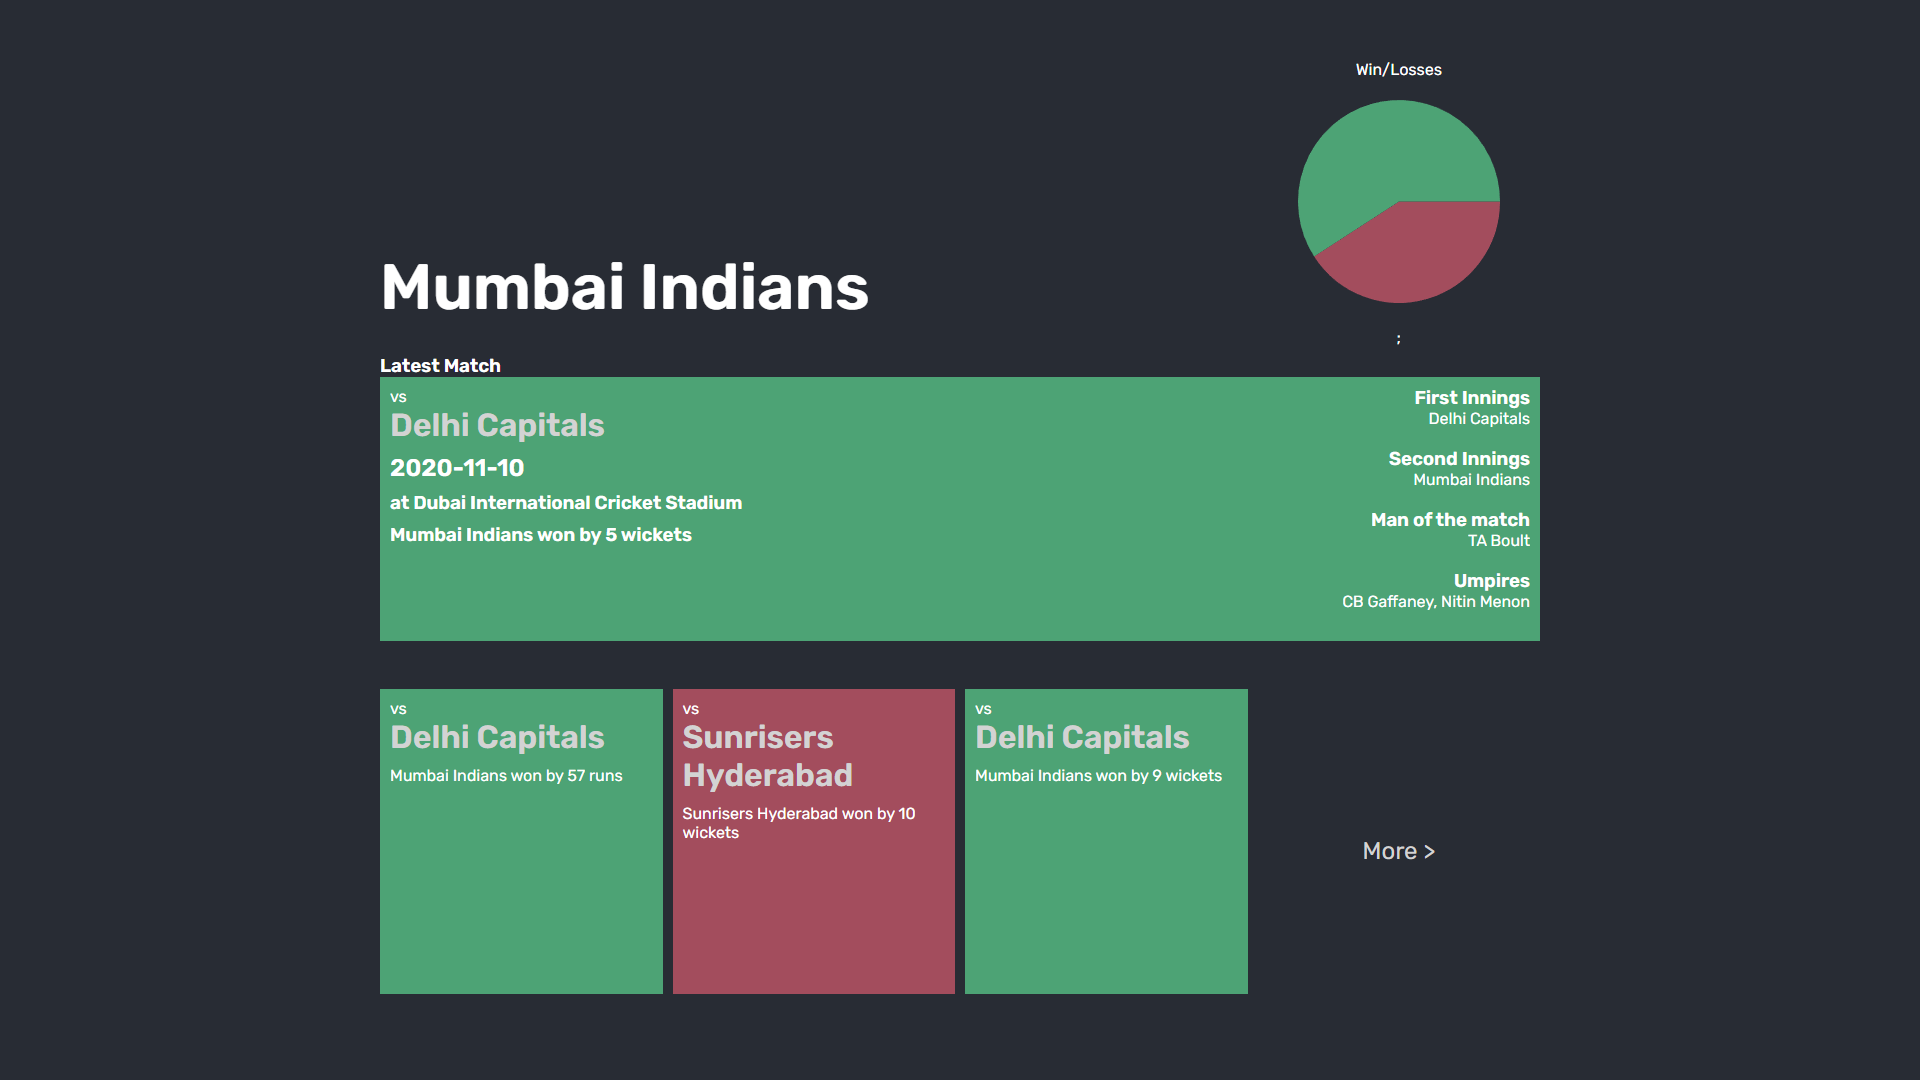 Win/Losses
Mumbai Indians
;
Latest Match
vs
Delhi Capitals
2020-11-10
at Dubai International Cricket Stadium
Mumbai Indians won by 5 wickets
First Innings
Delhi Capitals
Second Innings
Mumbai Indians
Man of the match
TA Boult
Umpires
CB Gaffaney, Nitin Menon
vs
Delhi Capitals
Mumbai Indians won by 57 runs
vs
Sunrisers
Hyderabad
Sunrisers Hyderabad won by 10
wickets
vs
Delhi Capitals
Mumbai Indians won by 9 wickets
More >